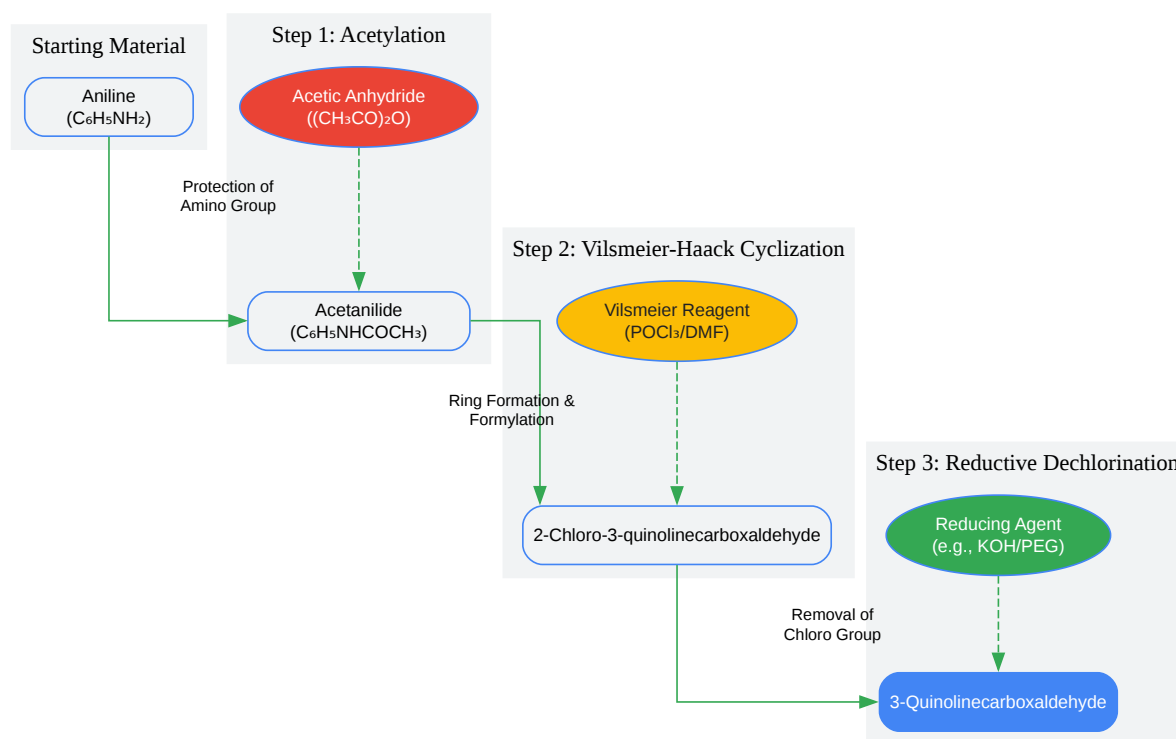 Starting Material
Aniline
(C₆H₅NH₂)
Step 1: Acetylation
Acetic Anhydride
((CH₃CO)₂O)
Protection of
Amino Group
Acetanilide
(C₆H₅NHCOCH₃)
Step 2: Vilsmeier-Haack Cyclization
Vilsmeier Reagent
(POCl₃/DMF)
Ring Formation &
Formylation
2-Chloro-3-quinolinecarboxaldehyde
Step 3: Reductive Dechlorination
Reducing Agent
(e.g., KOH/PEG)
Removal of
Chloro Group
3-Quinolinecarboxaldehyde